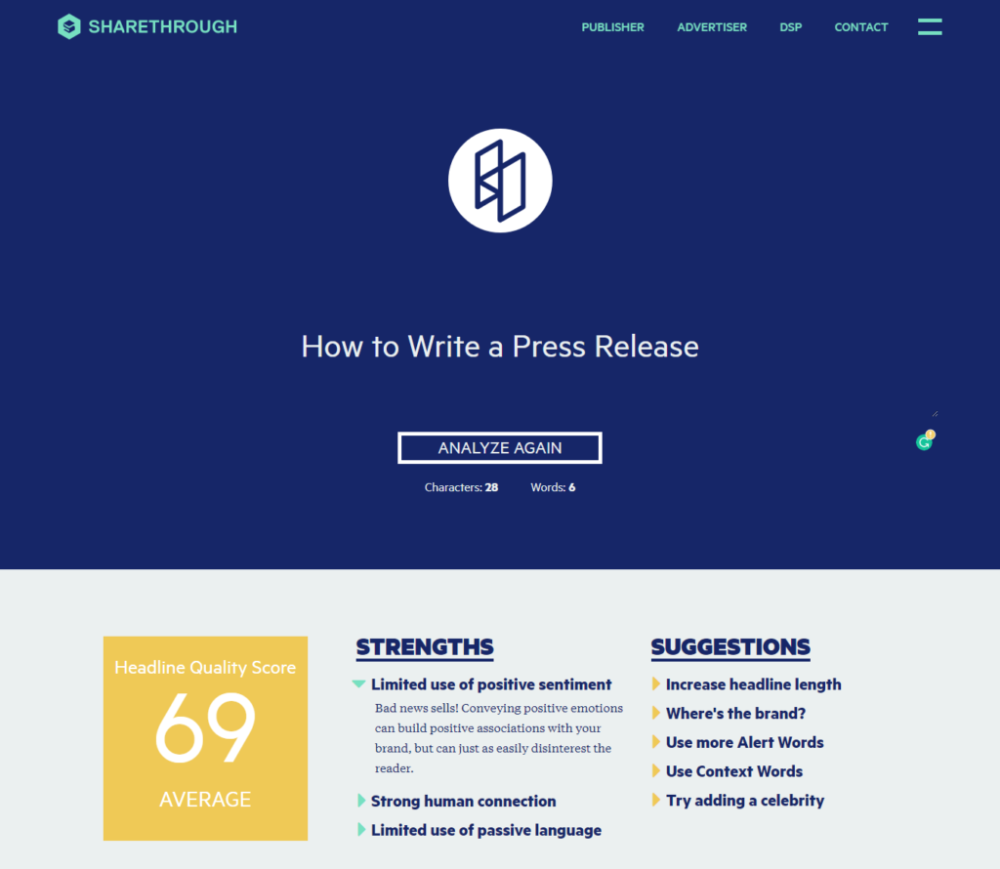 SHARETHROUGH
PUBLISHER ADVERTISER DSP CONTACT
How to Write a Press Release
ANALYZE AGAIN
Characters: 28 Words: 6
Headline Quality Score
69
AVERAGE
STRENGTHS
Limited use of positive sentiment
Bad news sells! Conveying positive emotions
can build positive associations with your
brand, but can just as easily disinterest the
reader.
Strong human connection
Limited use of passive language
SUGGESTIONS
Increase headline length
Where's the brand?
Use more Alert Words
Use Context Words
Try adding a celebrity